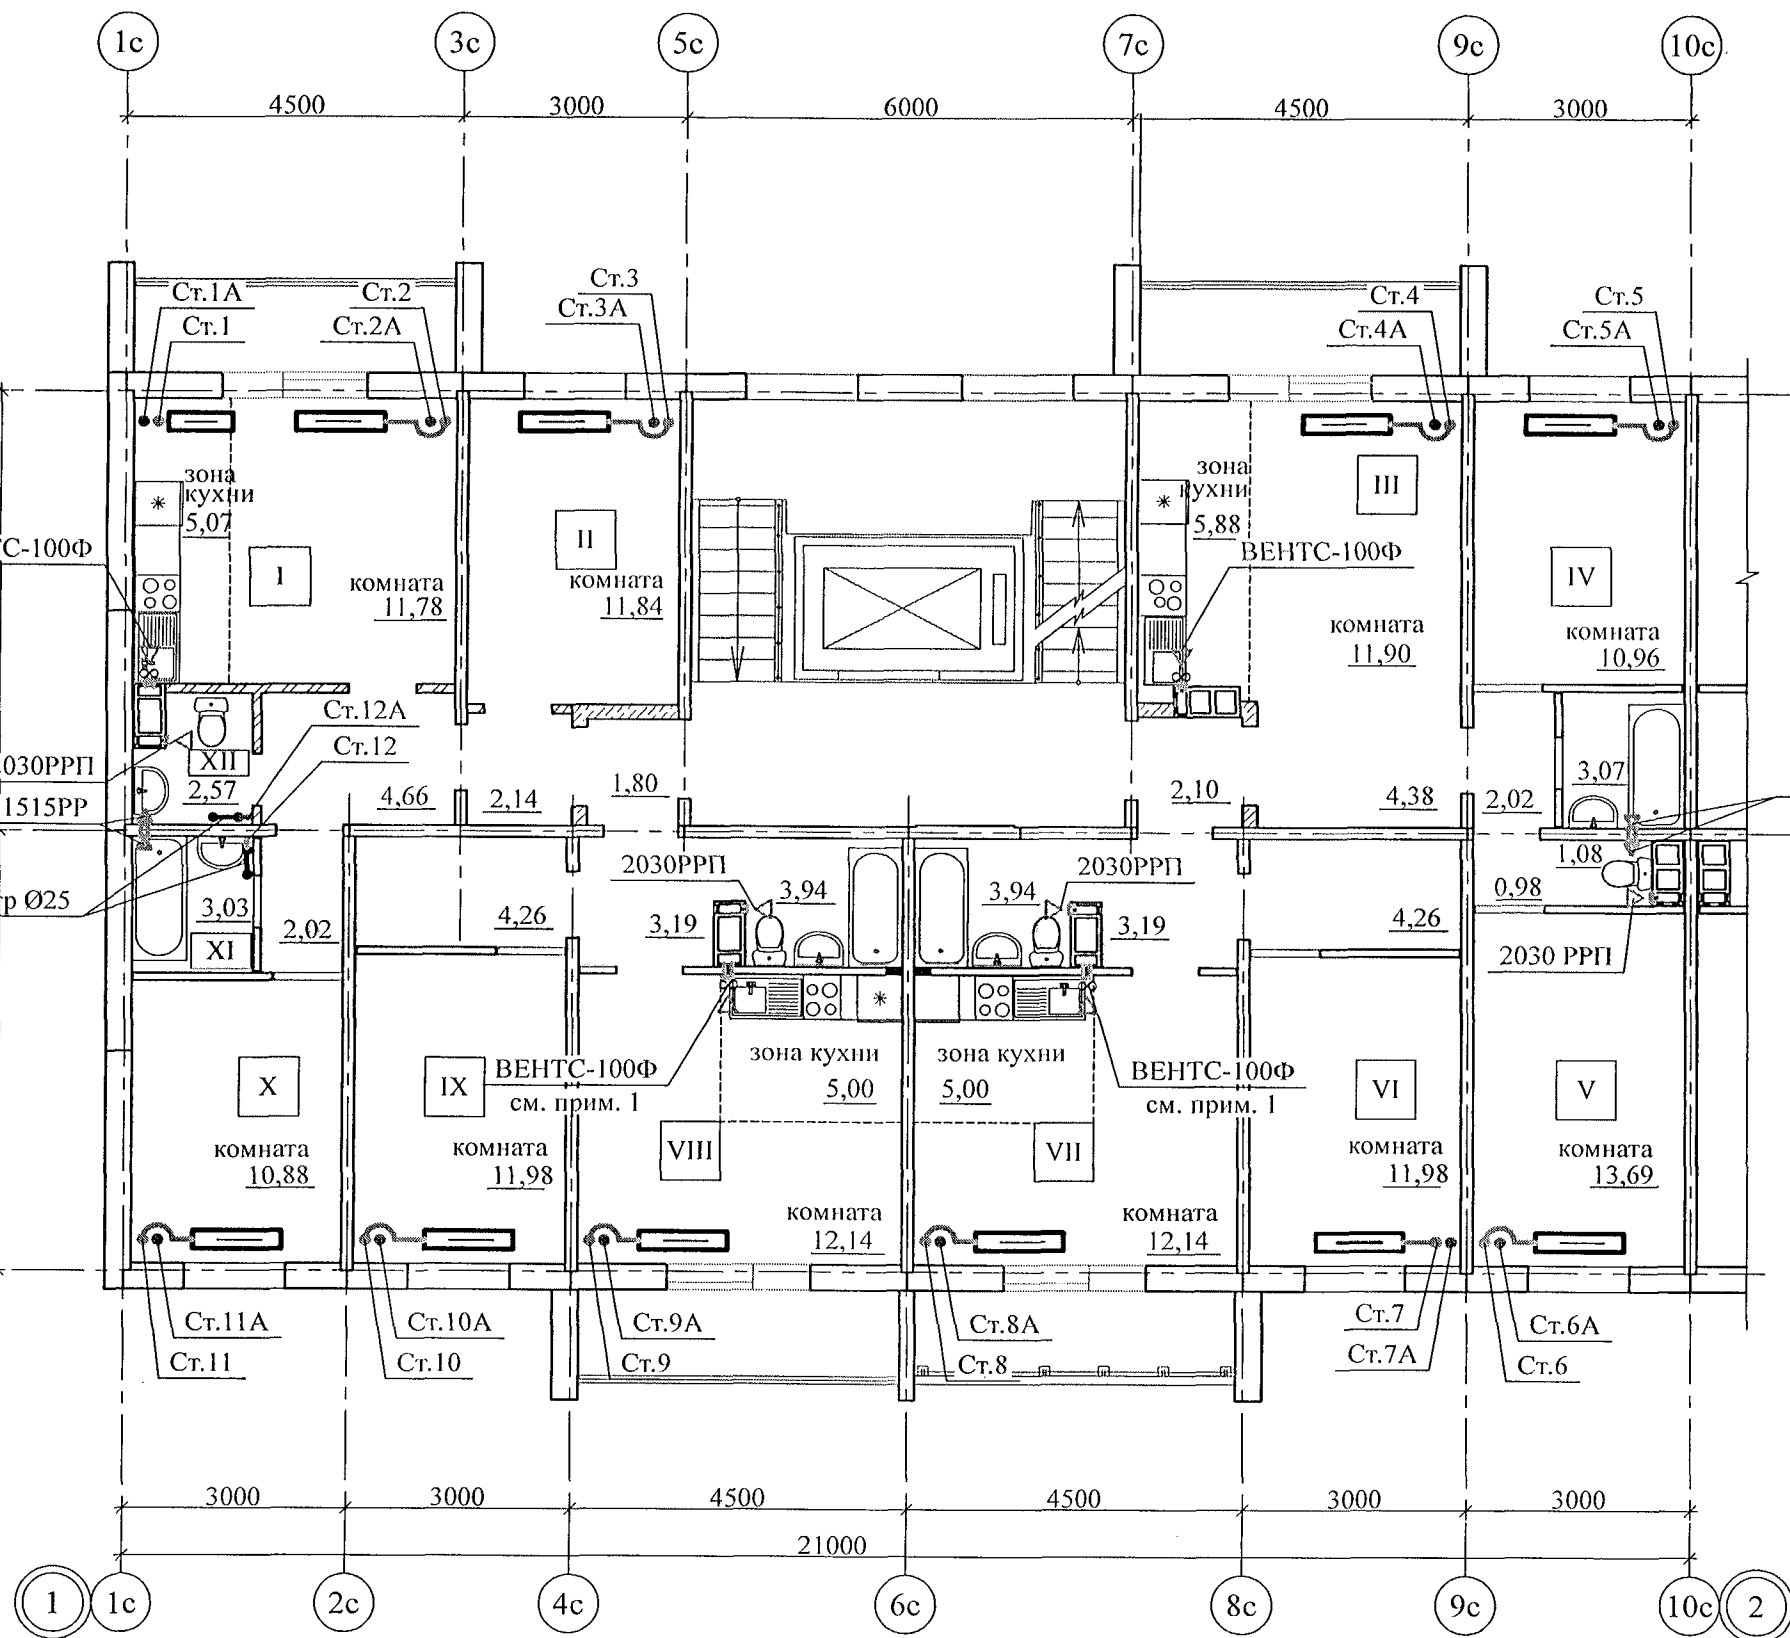 1с 3с 5с 7с 9с 10с
4500 3000 6000 4500 3000
Ст.1А Ст.2 Ст.3 Ст.4 Ст.5
Ст.1 Ст.2А Ст.3А Ст.4А Ст.5А
зона
кухни
5,07
зона
кухни
5,88
III
II
ТС-100Ф
ВЕНТС-100Ф
I
IV
комната
11,78
комната
11,84
комната
11,90
комната
10,96
Ст.12А
Ст.12
XII
2030РРП
2,57
1515РР
4,66 2,14 1,80 2,10 4,38 2,02
3,07
1,08
2030РРП
2030РРП
3,94 3,94
0,98
Ø25
3,03
2,02
4,26
3,19
3,19
4,26
XI
2030 РРП
зона кухни
5,00
зона кухни
5,00
ВЕНТС-100Ф
см. прим. 1
ВЕНТС-100Ф
см. прим. 1
X IX VI V
VIII VII
комната
10,88
комната
11,98
комната
11,98
комната
13,69
комната
12,14
комната
12,14
Ст.11А Ст.10А Ст.9А Ст.8А Ст.7 Ст.6А
Ст.11 Ст.10 Ст.9 Ст.8 Ст.7А Ст.6
3000 3000 4500 4500 3000 3000
21000
1 1с 2с 4с 6с 8с 9с 10с 2